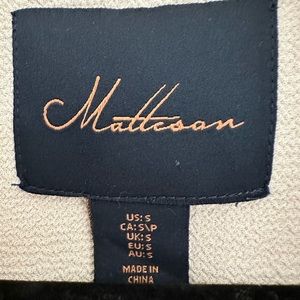 Matteson
US: S
CA: S\P
UK: S
EU: S
AU: S
MADE IN
CHINA